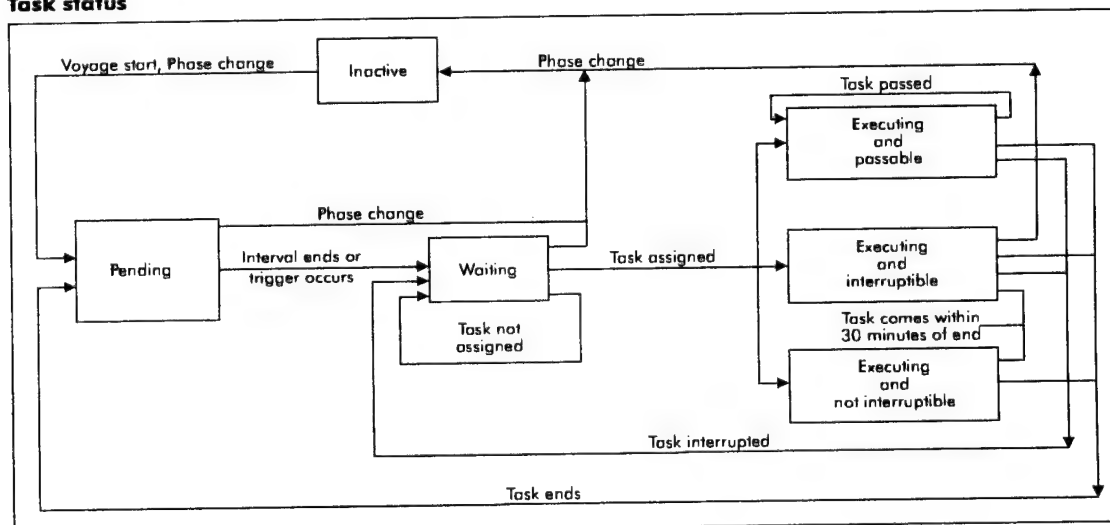 Task status
Voyage start, Phase change
Inactive
Phase change
Task passed
Executing
and
passable
Phase change
Pending
Interval ends or
trigger occurs
Waiting
Task assigned
Executing
and
interruptible
Task not
assigned
Task comes within
30 minutes of end
Executing
and
not interruptible
Task interrupted
Task ends